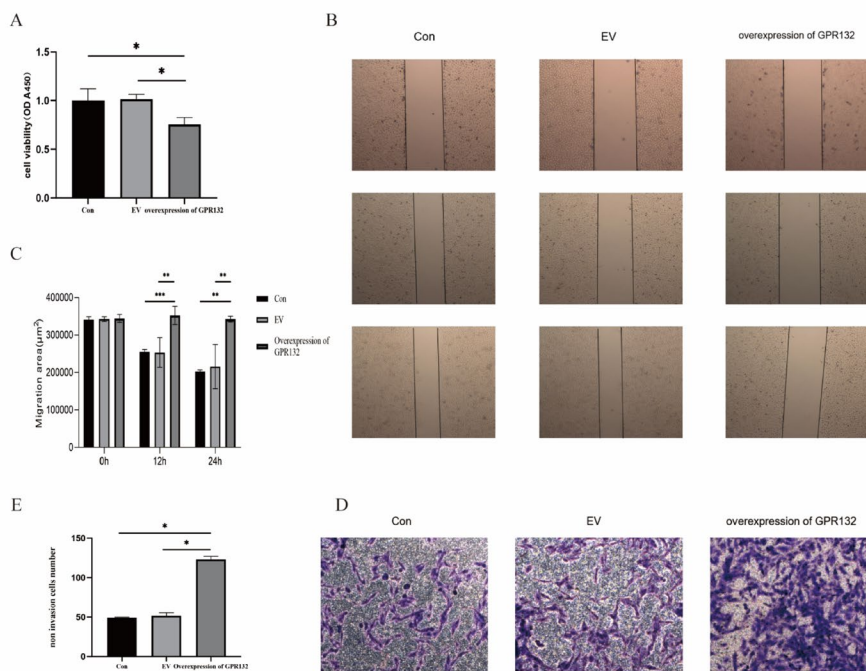 A
cell viability(OD A450)
1.5
1.0
0.5
0.0
*
*
Con
EV
overexpression of GPR132
B
Con
EV
overexpression of GPR132
C
Migration area(μm²)
400000
300000
200000
100000
0
***
**
**
**
0h
12h
24h
Con
EV
Overexpression of
GPR132
E
non invasion cells number
150
100
50
0
*
*
Con
EV
Overexpression of GPR132
D
Con
EV
overexpression of GPR132